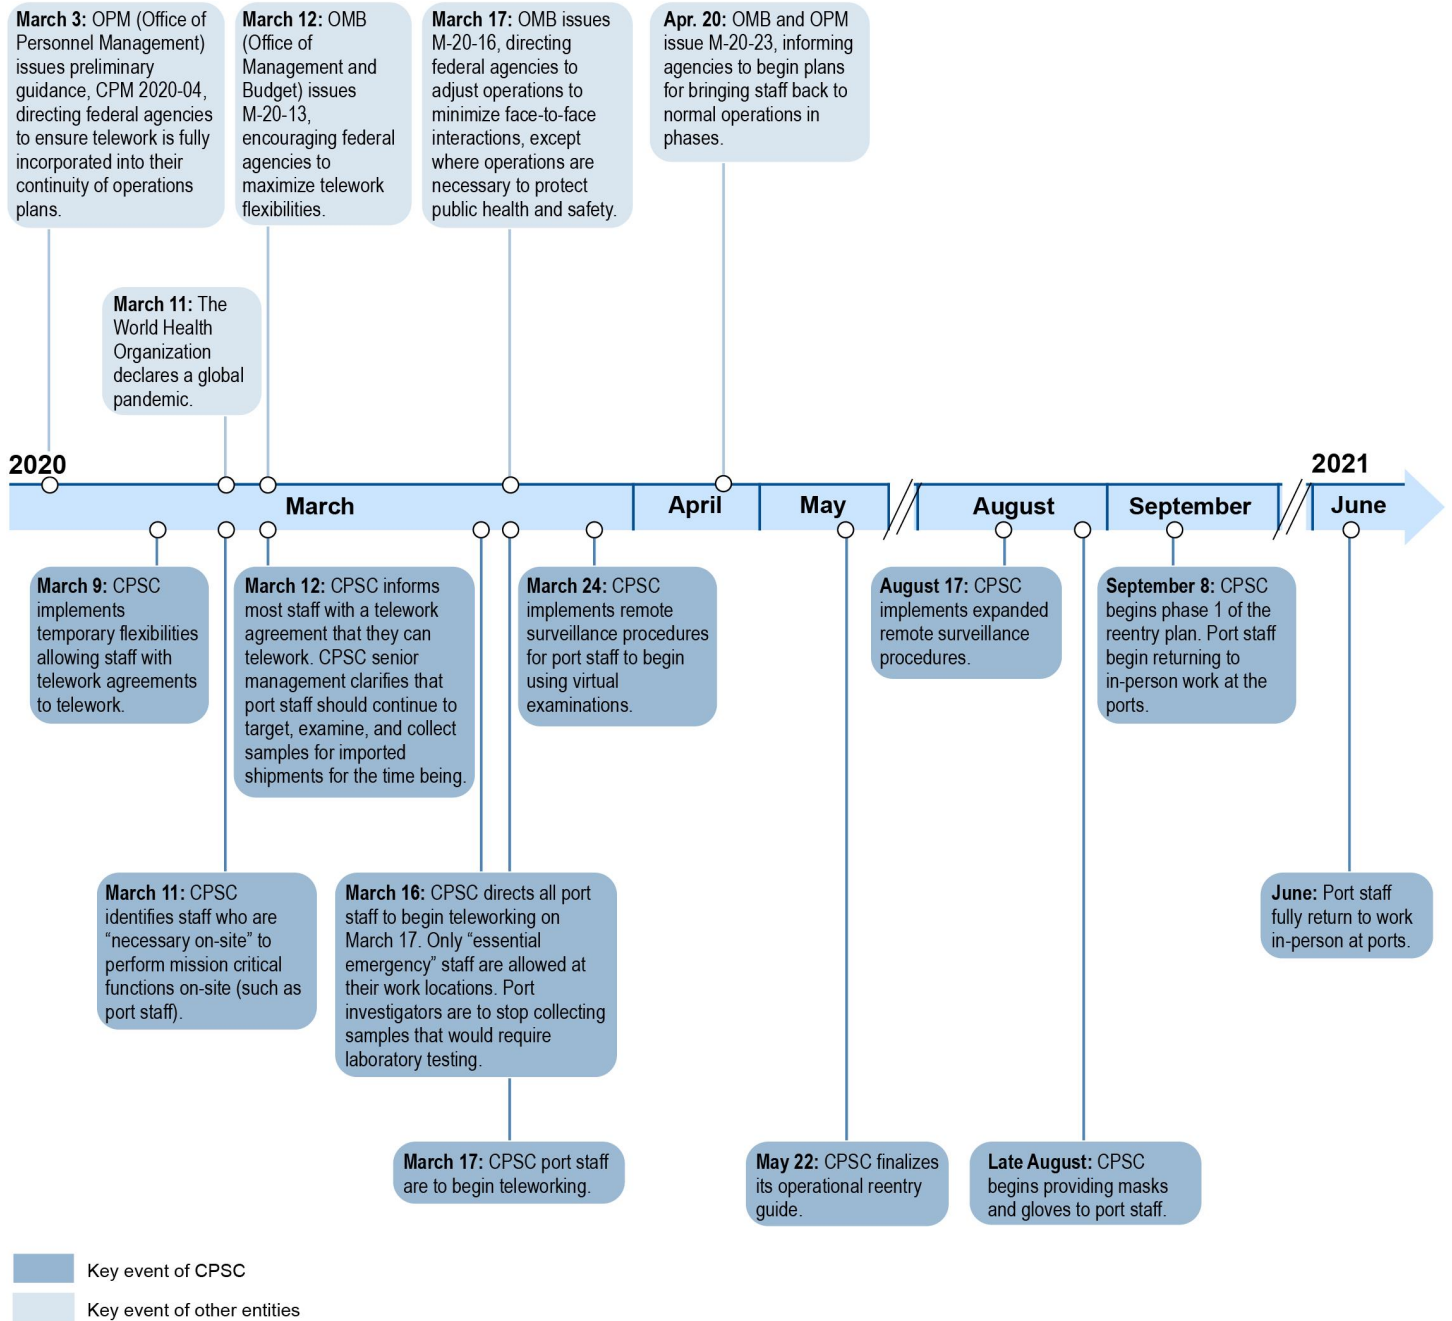 March 3: OPM (Office of
Personnel Management)
issues preliminary
guidance, CPM 2020-04,
directing federal agencies
to ensure telework is fully
incorporated into their
continuity of operations
plans.
March 12: OMB
(Office of
Management and
Budget) issues
M-20-13,
encouraging federal
agencies to
maximize telework
flexibilities.
March 17: OMB issues
M-20-16, directing
federal agencies to
adjust operations to
minimize face-to-face
interactions, except
where operations are
necessary to protect
public health and safety.
Apr. 20: OMB and OPM
issue M-20-23, informing
agencies to begin plans
for bringing staff back to
normal operations in
phases.
March 11: The
World Health
Organization
declares a global
pandemic.
2020
2021
March
April
May
August
September
June
March 9: CPSC
implements
temporary flexibilities
allowing staff with
telework agreements
to telework.
March 12: CPSC informs
most staff with a telework
agreement that they can
telework. CPSC senior
management clarifies that
port staff should continue to
target, examine, and collect
samples for imported
shipments for the time being.
March 24: CPSC
implements remote
surveillance procedures
for port staff to begin
using virtual
examinations.
August 17: CPSC
implements expanded
remote surveillance
procedures.
September 8: CPSC
begins phase 1 of the
reentry plan. Port staff
begin returning to
in-person work at the
ports.
March 11: CPSC
identifies staff who are
“necessary on-site” to
perform mission critical
functions on-site (such as
port staff).
March 16: CPSC directs all port
staff to begin teleworking on
March 17. Only “essential
emergency” staff are allowed at
their work locations. Port
investigators are to stop collecting
samples that would require
laboratory testing.
June: Port staff
fully return to work
in-person at ports.
March 17: CPSC port staff
are to begin teleworking.
May 22: CPSC finalizes
its operational reentry
guide.
Late August: CPSC
begins providing masks
and gloves to port staff.
Key event of CPSC
Key event of other entities